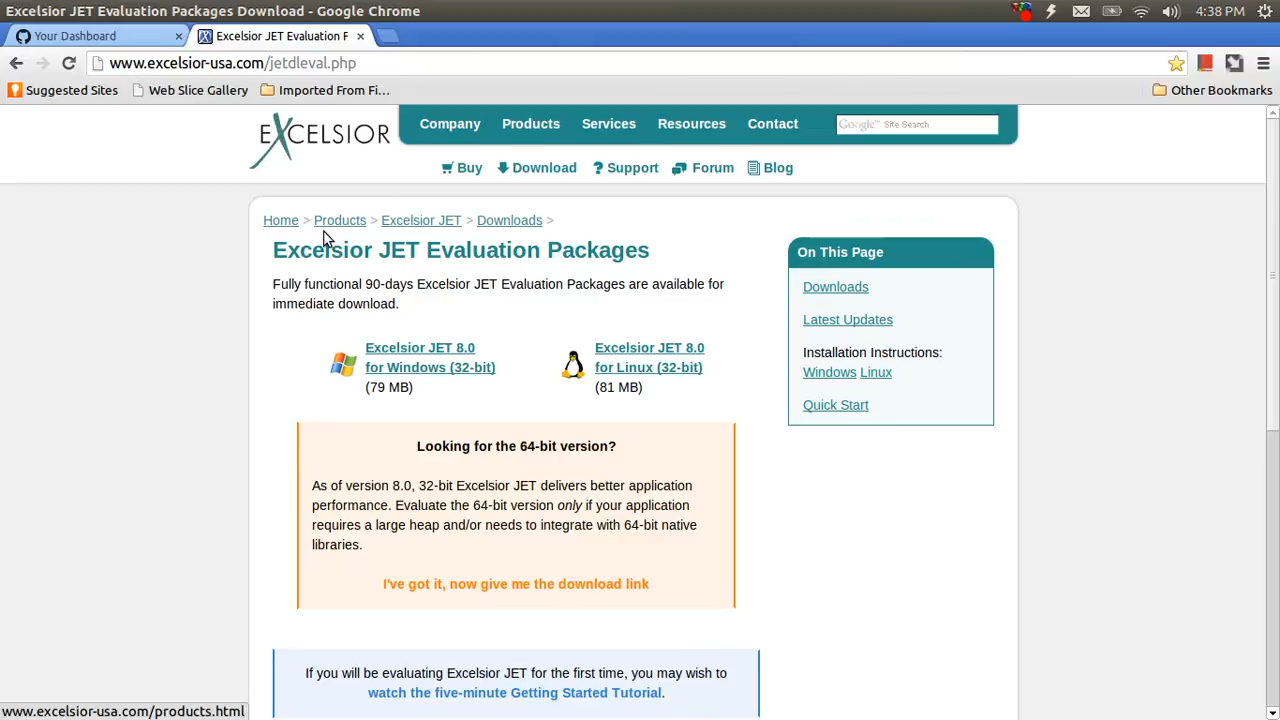 Excelsior JET Evaluation Packages Download - Google Chrome
4:38 PM
Your Dashboard
Excelsior JET Evaluation F
www.excelsior-usa.com/jetdleval.php
Suggested Sites
Web Slice Gallery
Imported From Fi...
Other Bookmarks
EXCELSIOR
Company
Products
Services
Resources
Contact
Google™ Site Search
Buy
Download
Support
Forum
Blog
Home > Products > Excelsior JET > Downloads >
Excelsior JET Evaluation Packages
Fully functional 90-days Excelsior JET Evaluation Packages are available for
immediate download.
Excelsior JET 8.0
for Windows (32-bit)
(79 MB)
Excelsior JET 8.0
for Linux (32-bit)
(81 MB)
Looking for the 64-bit version?
As of version 8.0, 32-bit Excelsior JET delivers better application
performance. Evaluate the 64-bit version only if your application
requires a large heap and/or needs to integrate with 64-bit native
libraries.
I've got it, now give me the download link
If you will be evaluating Excelsior JET for the first time, you may wish to
watch the five-minute Getting Started Tutorial.
On This Page
Downloads
Latest Updates
Installation Instructions:
Windows Linux
Quick Start
www.excelsior-usa.com/products.html